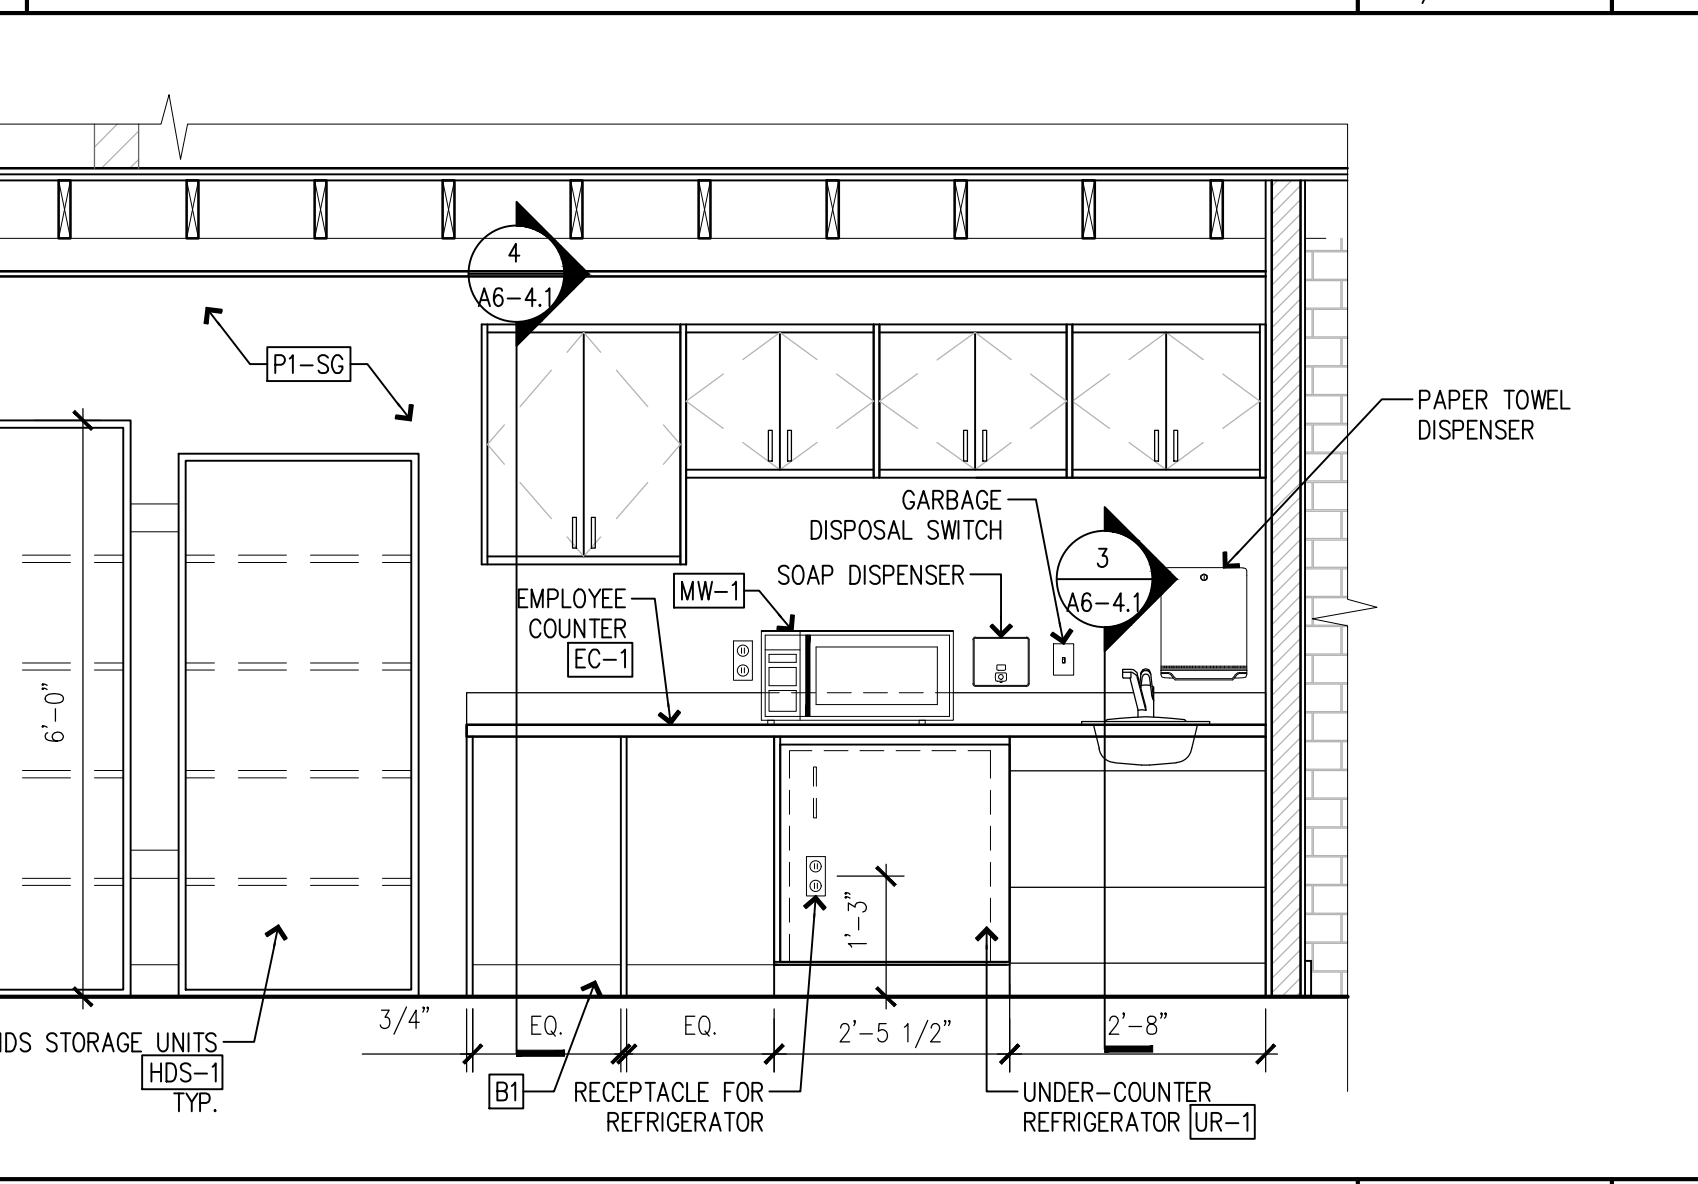 4
A6-4.1
P1-SG
PAPER TOWEL
DISPENSER
GARBAGE
DISPOSAL SWITCH
3
A6-4.1
SOAP DISPENSER
MW-1
EMPLOYEE
COUNTER
EC-1
6'-0"
1'-3"
3/4"
EQ.
EQ.
2'-5 1/2"
2'-8"
STORAGE UNITS
HDS-1
TYP.
B1
RECEPTACLE FOR
REFRIGERATOR
UNDER-COUNTER
REFRIGERATOR UR-1